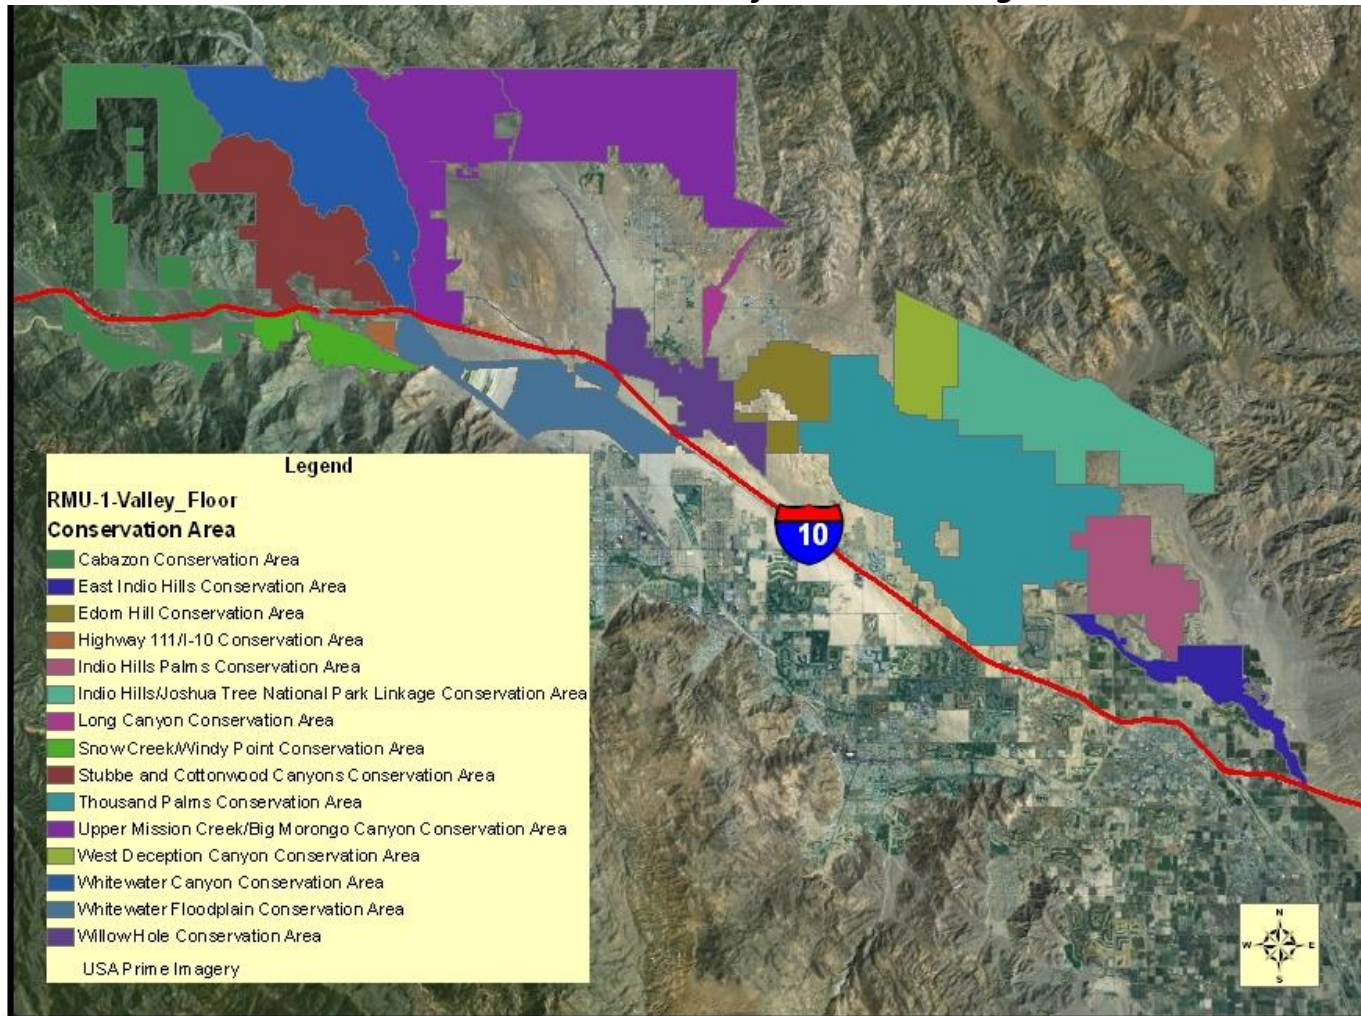 Legend
RMU-1-Valley_Floor
Conservation Area
Cabazon Conservation Area
East Indio Hills Conservation Area
Edom Hill Conservation Area
Highway 111/I-10 Conservation Area
Indio Hills Palms Conservation Area
Indio Hills/Joshua Tree National Park Linkage Conservation Area
Long Canyon Conservation Area
Snow Creek/Windy Point Conservation Area
Stubbe and Cottonwood Canyons Conservation Area
Thousand Palms Conservation Area
Upper Mission Creek/Big Morongo Canyon Conservation Area
West Deception Canyon Conservation Area
Whitewater Canyon Conservation Area
Whitewater Floodplain Conservation Area
Willow Hole Conservation Area
USA Prime Imagery
10
N
W E
S